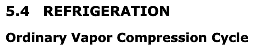 5.4 REFRIGERATION
Ordinary Vapor Compression Cycle